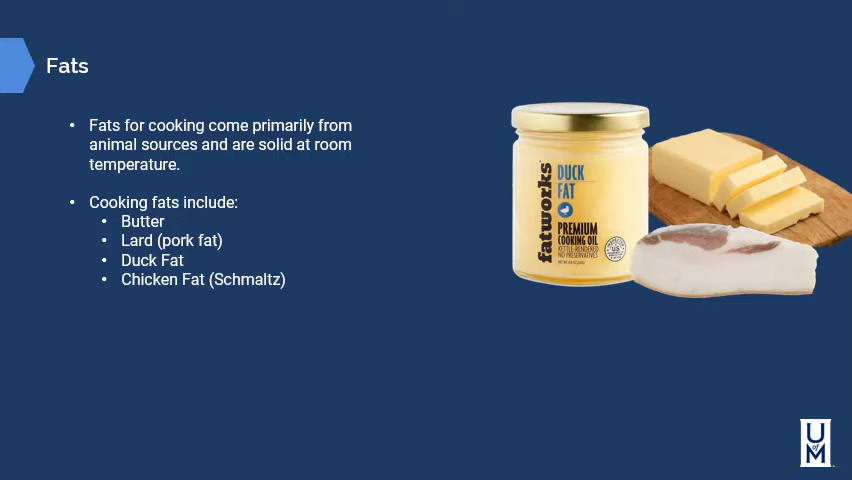 Fats
• Fats for cooking come primarily from
animal sources and are solid at room
temperature.
• Cooking fats include:
• Butter
• Lard (pork fat)
• Duck Fat
• Chicken Fat (Schmaltz)
fatworks
DUCK
FAT
PREMIUM
COOKING OIL
KETTLE-RENDERED
NO PRESERVATIVES
U
of
M